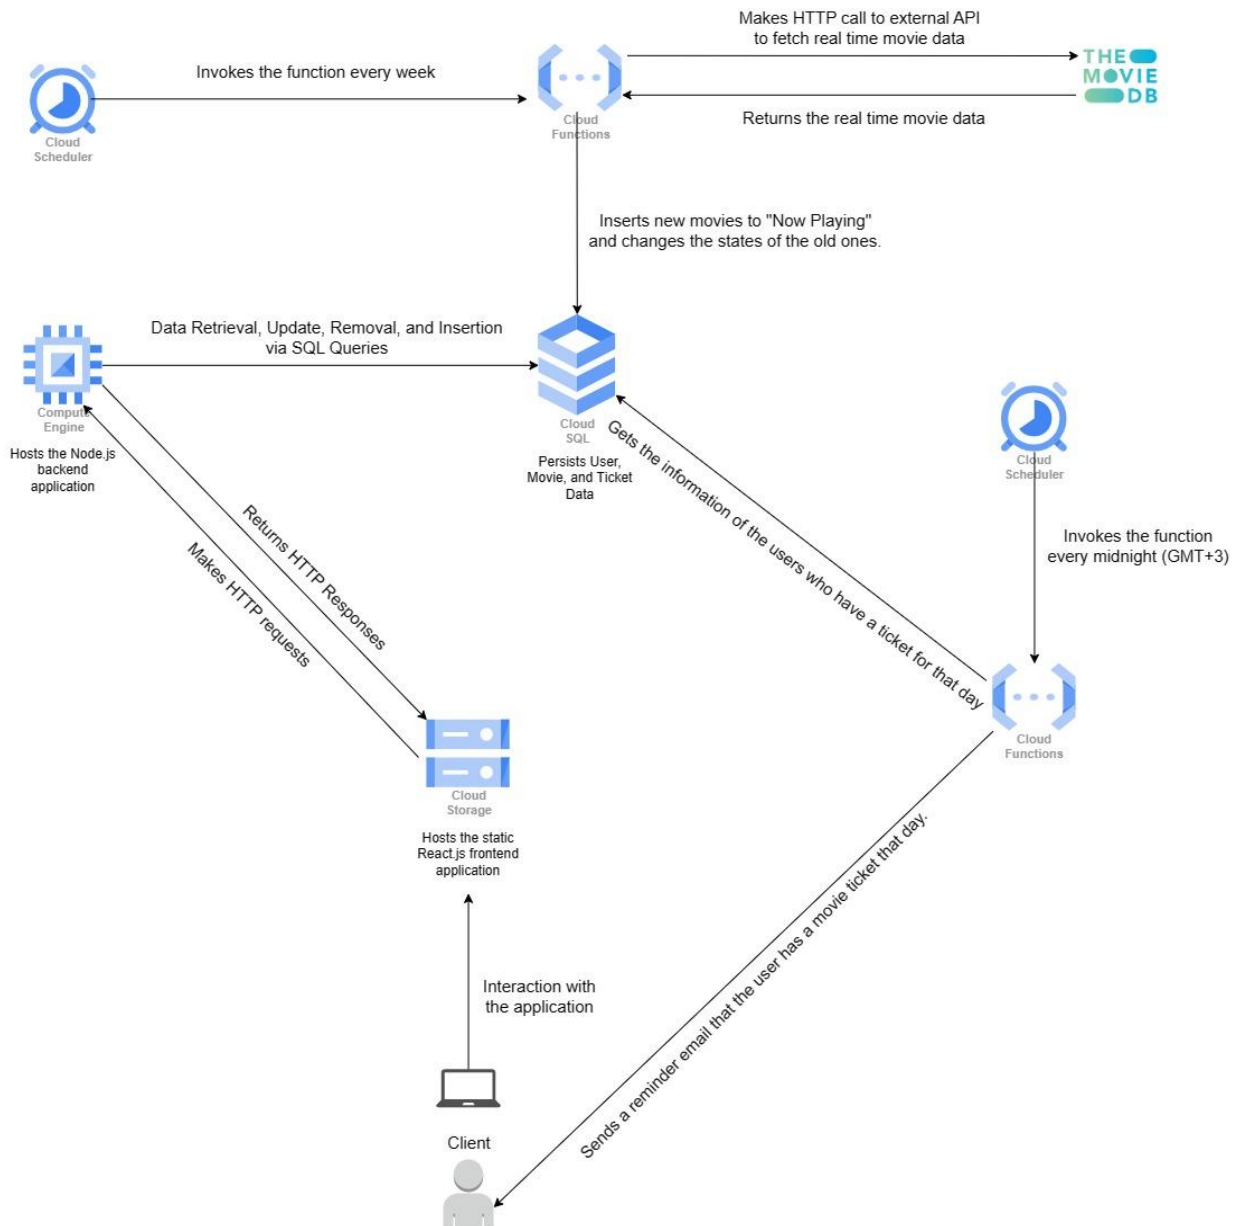 Makes HTTP call to external API
to fetch real time movie data
THE
MOVIE
DB
Invokes the function every week
Cloud
Functions
Returns the real time movie data
Cloud
Scheduler
Inserts new movies to "Now Playing"
and changes the states of the old ones.
Data Retrieval, Update, Removal, and Insertion
via SQL Queries
Compute
Engine
Hosts the Node.js
backend
application
Cloud
SQL
Persists User,
Movie, and Ticket
Data
Cloud
Scheduler
Invokes the function
every midnight (GMT+3)
Gets the information of the users who have a ticket for that day
Returns HTTP Responses
Makes HTTP requests
Cloud
Functions
Cloud
Storage
Hosts the static
React.js frontend
application
Sends a reminder email that the user has a movie ticket that day.
Interaction with
the application
Client